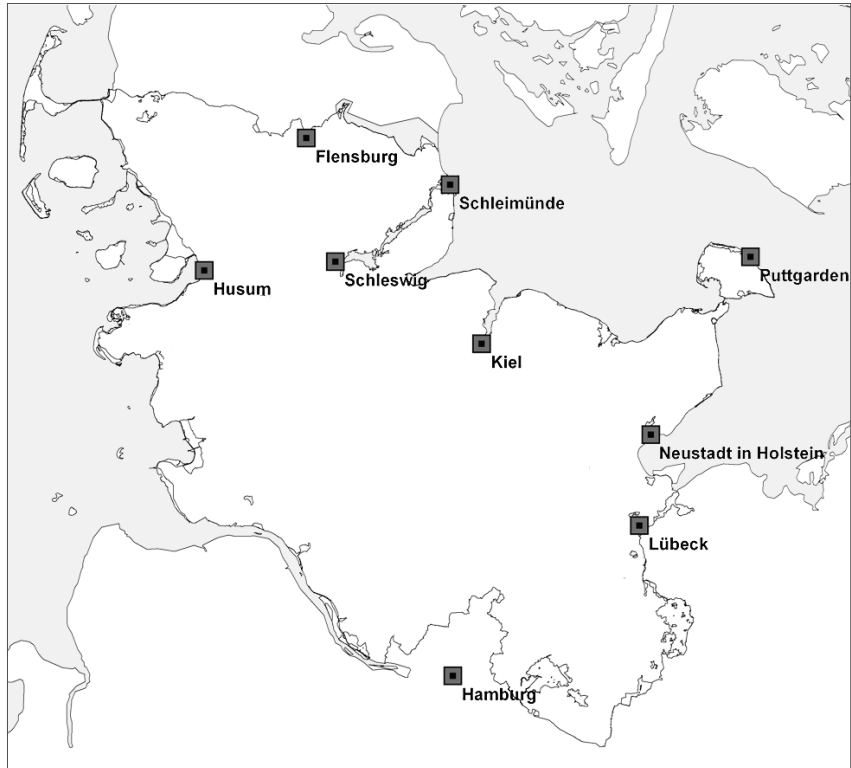 Flensburg
Schleimünde
Schleswig
Puttgarden
Husum
Kiel
Neustadt in Holstein
Lübeck
Hamburg